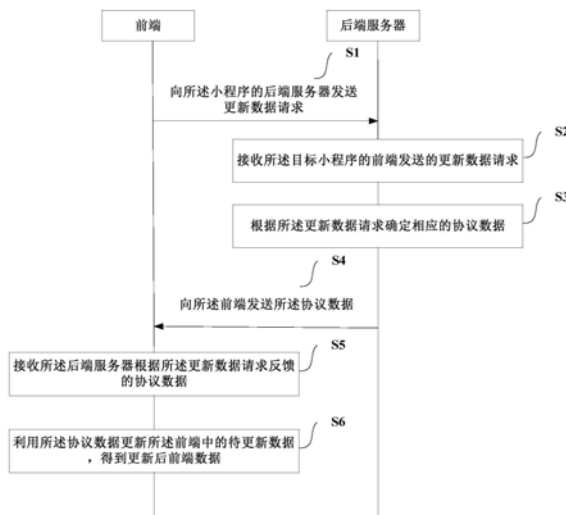 前端
后端服务器
S1
向所述小程序的后端服务器发送
更新数据请求
S2
接收所述目标小程序的前端发送的更新数据请求
S3
根据所述更新数据请求确定相应的协议数据
S4
向所述前端发送所述协议数据
S5
接收所述后端服务器根据所述更新数据请求反馈
的协议数据
S6
利用所述协议数据更新所述前端中的待更新数据
,得到更新后前端数据